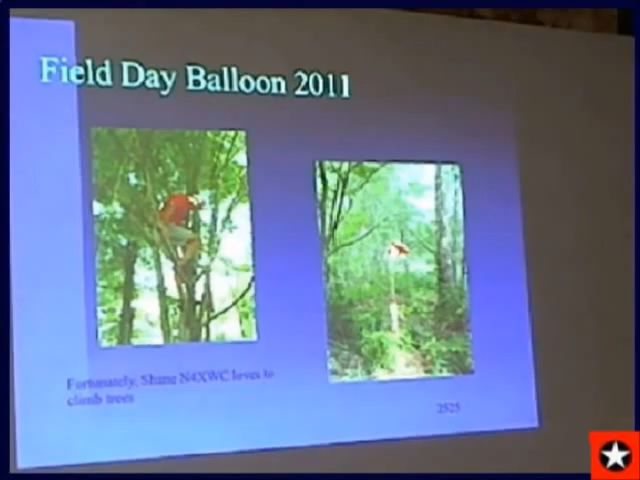 Field Day Balloon 2011
Fortunately, Shane N4XWC loves to
climb trees
2525